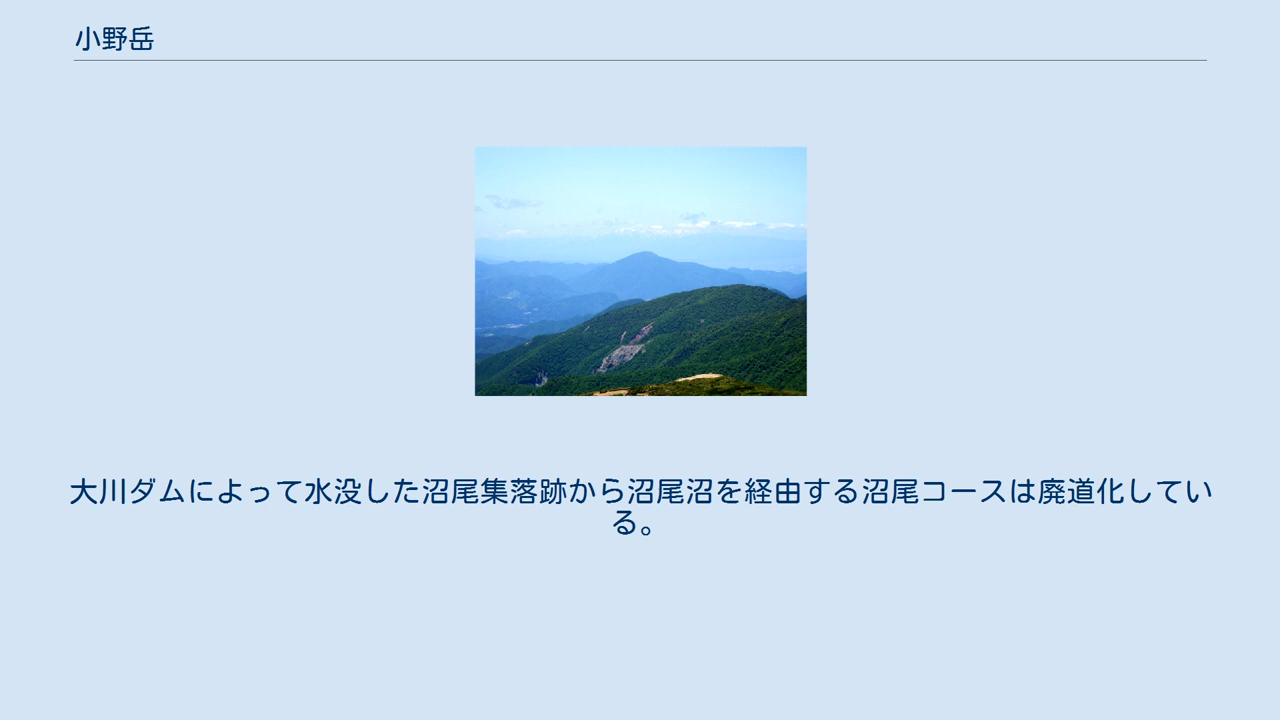 小野岳
大川ダムによって水没した沼尾集落跡から沼尾沼を経由する沼尾コースは廃道化してい
る。